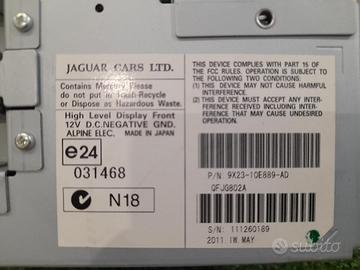 JAGUAR CARS LTD.
Contains Mercury Please
do not put in Trash-Recycle
or Dispose as Hazardous Waste.
High Level Display Front
12V D.C. NEGATIVE GND.
ALPINE ELEC. MADE IN JAPAN
e24
031468
N18
THIS DEVICE COMPLIES WITH PART 15 OF
THE FCC RULES. OPERATION IS SUBJECT TO
THE FOLLOWING TWO CONDITIONS:
(1) THIS DEVICE MAY NOT CAUSE HARMFUL
INTERFERENCE
(2) THIS DEVICE MUST ACCEPT ANY INTER-
FERENCE RECEIVED INCLUDING
INTERFERENCE THAT MAY
CAUSE UNDESIRED OPERATION.
P/N: 9X23-10E889-AD
QFJG802A
S/N: 111260189
2011. IW. MAY
subito